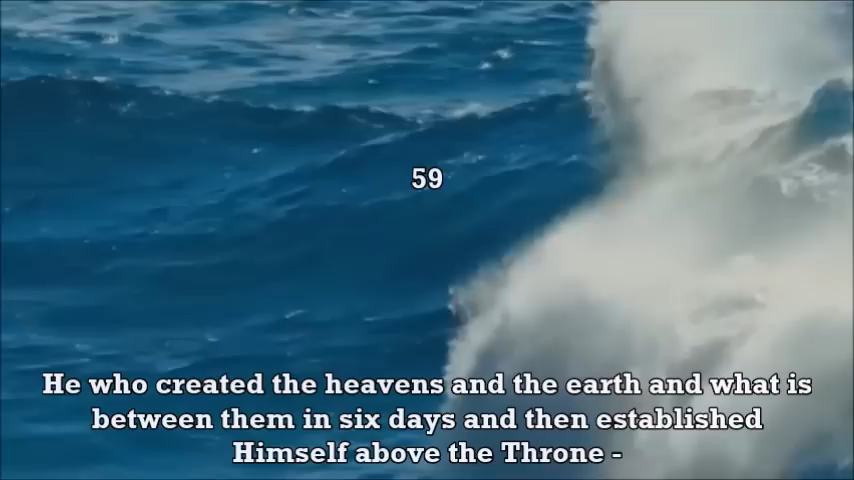 59
He who created the heavens and the earth and what is
between them in six days and then established
Himself above the Throne -